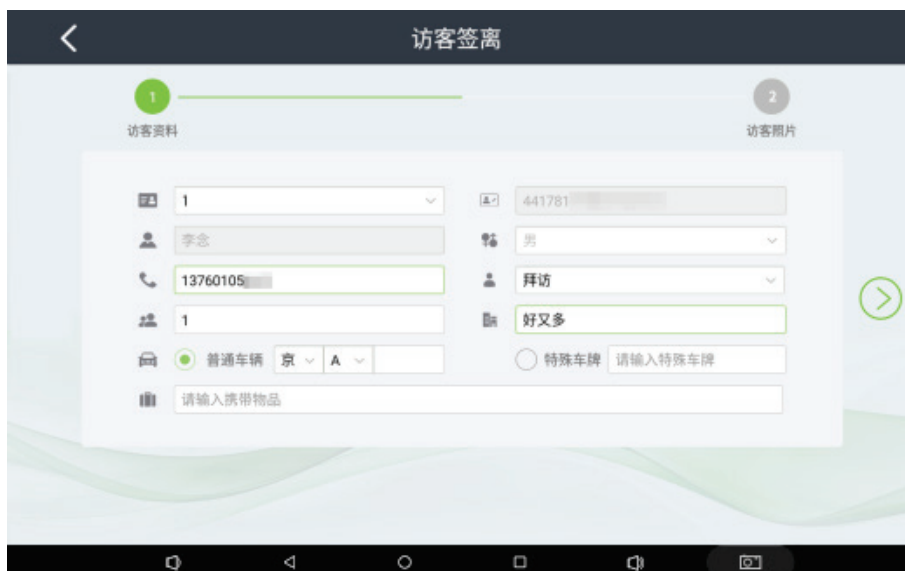 访客签离
1 2
访客资料 访客照片
1 441781
李念 男
13760105 拜访
1 好又多
普通车辆 京 A 特殊车牌 请输入特殊车牌
请输入携带物品